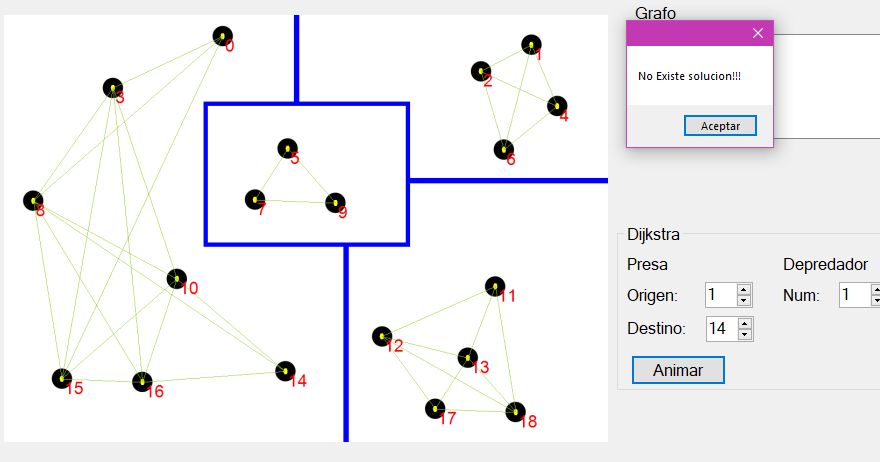 Grafo
No Existe solucion!!!
Aceptar
0
1
2
3
4
5
6
7
9
8
10
11
12
13
14
15
16
17
18
Dijkstra
Presa
Depredador
Origen: 1
Num: 1
Destino: 14
Animar